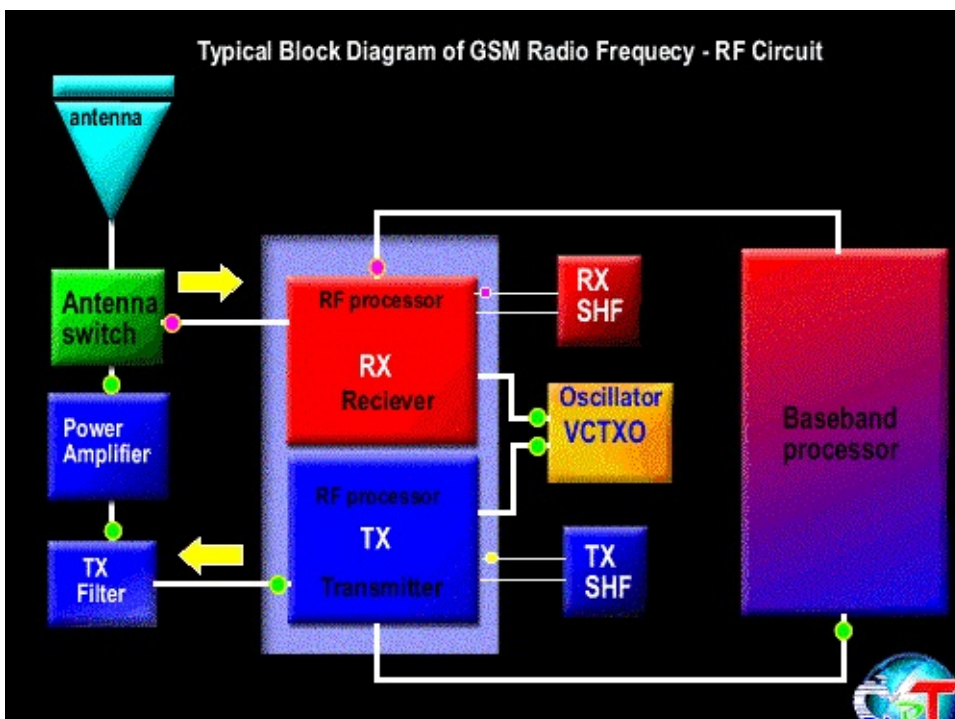 Typical Block Diagram of GSM Radio Frequecy - RF Circuit
antenna
Antenna
switch
Power
Amplifier
TX
Filter
RF processor
RX
Reciever
RF processor
TX
Transmitter
RX
SHF
Oscillator
VCTXO
TX
SHF
Baseband
processor